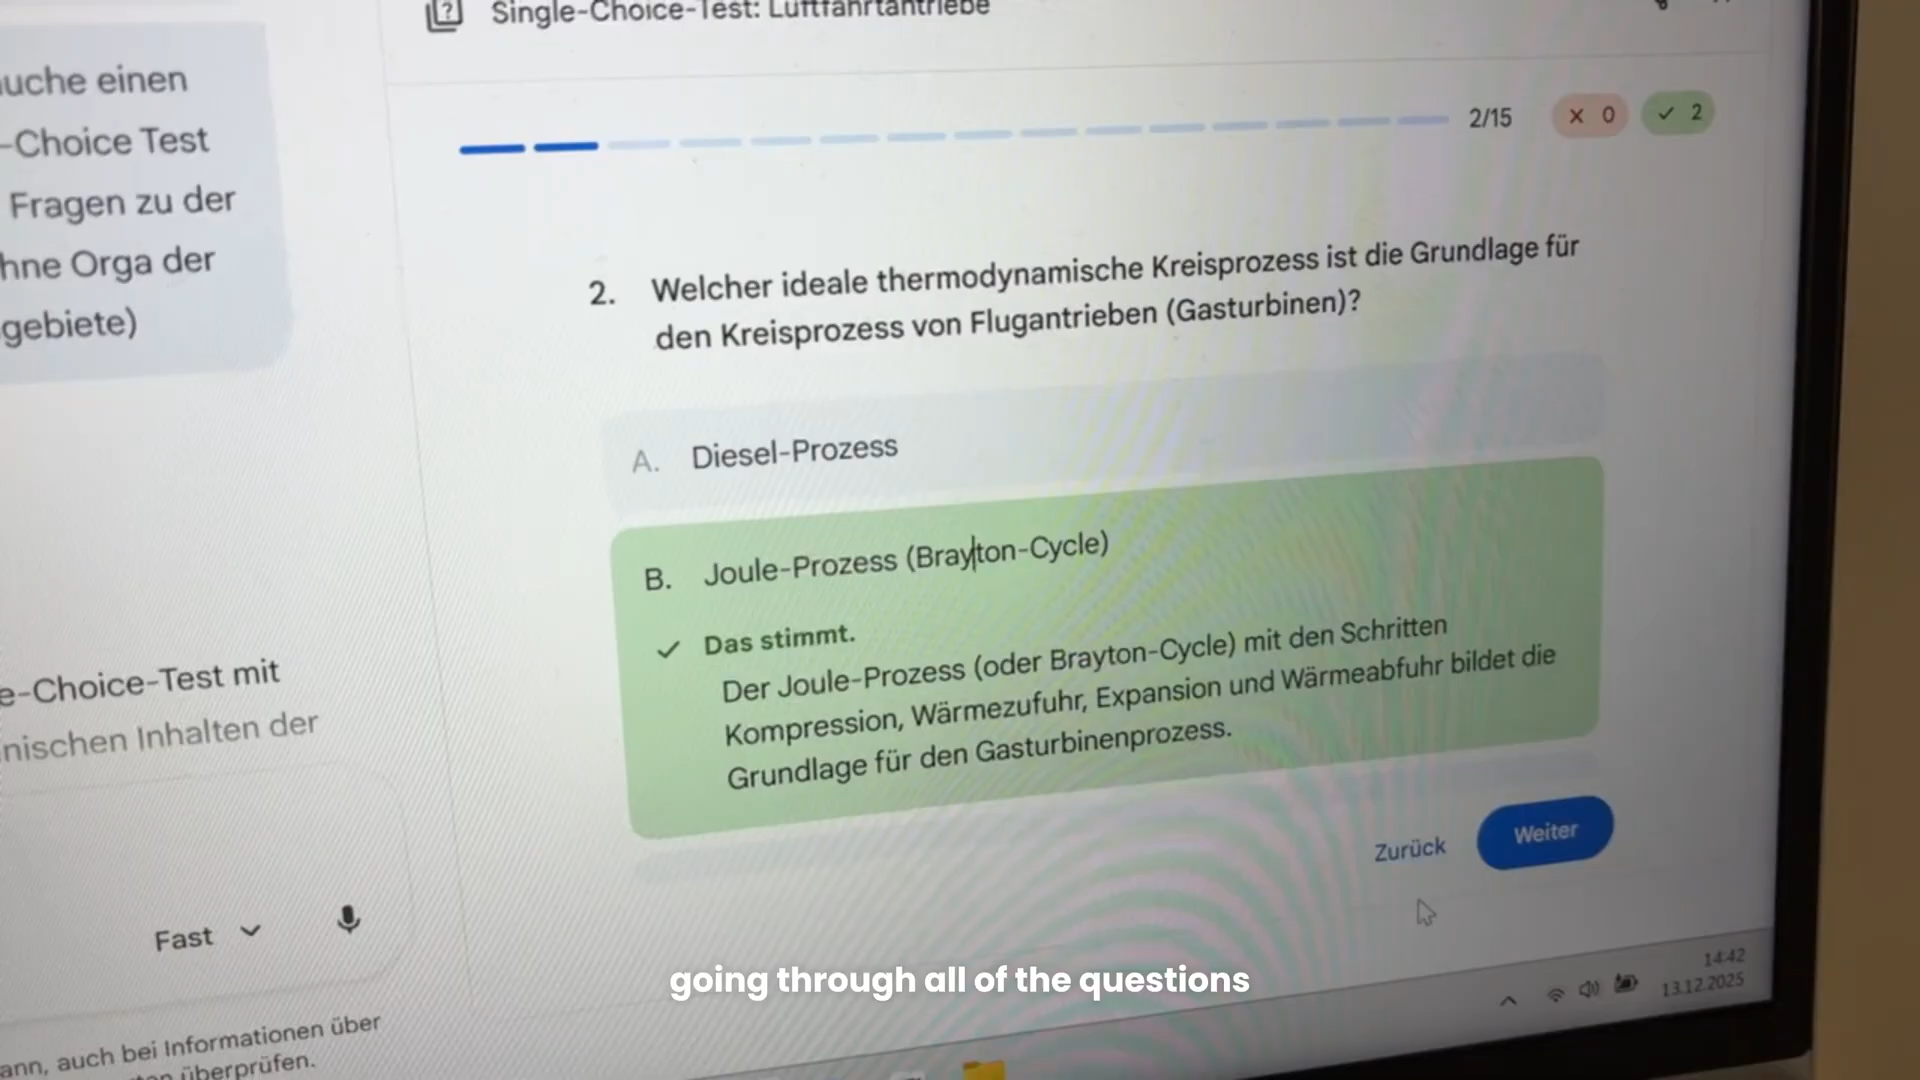 Single-Choice-Test: Luftfahrtantriebe
einen
-Choice Test
Fragen zu der
Orga der
gebiete)
2/15
0
2
2. Welcher ideale thermodynamische Kreisprozess ist die Grundlage für
den Kreisprozess von Flugantrieben (Gasturbinen)?
A. Diesel-Prozess
B. Joule-Prozess (Brayton-Cycle)
Das stimmt.
Der Joule-Prozess (oder Brayton-Cycle) mit den Schritten
Kompression, Wärmezufuhr, Expansion und Wärmeabfuhr bildet die
Grundlage für den Gasturbinenprozess.
e-Choice-Test mit
nischen Inhalten der
Zurück
Weiter
Fast
going through all of the questions
14:42
13.12.2025
ann, auch bei Informationen über
überprüfen.